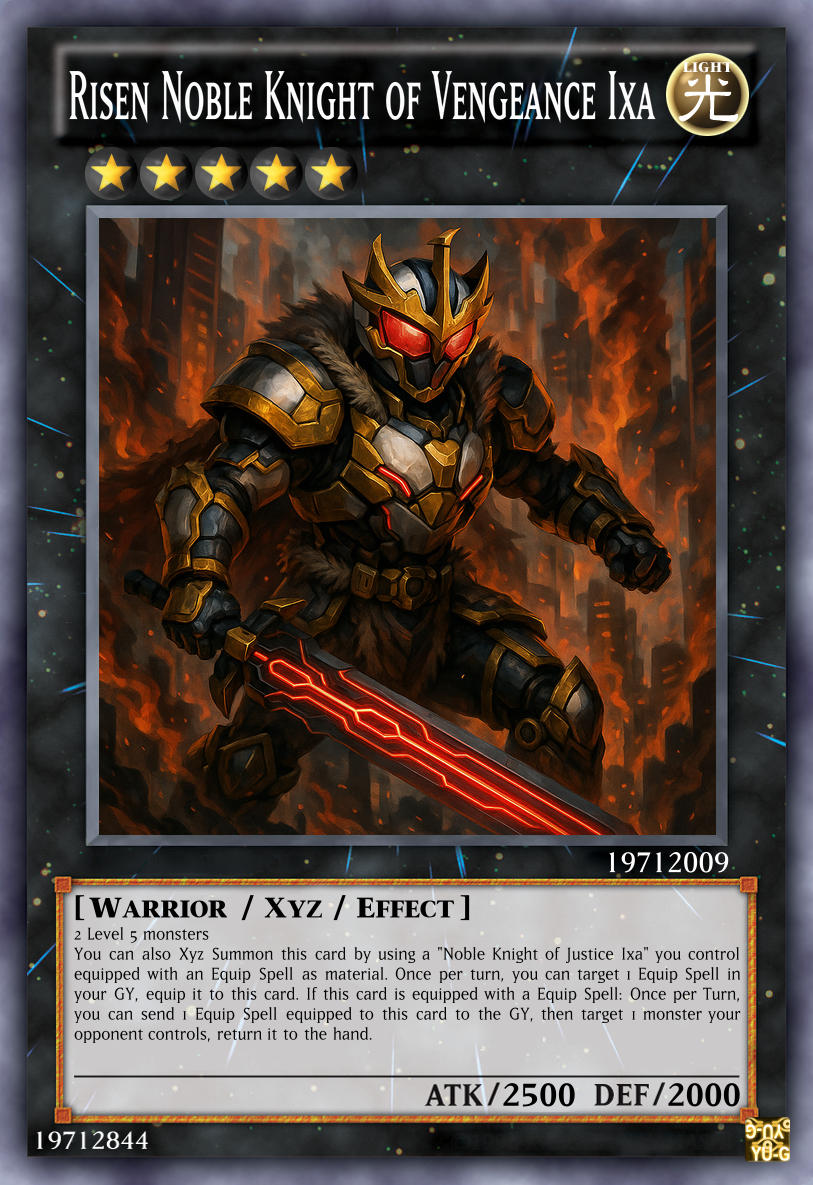 Risen Noble Knight of Vengeance Ixa
LIGHT
光
19712009
[ Warrior / Xyz / Effect ]
2 Level 5 monsters
You can also Xyz Summon this card by using a "Noble Knight of Justice Ixa" you control
equipped with an Equip Spell as material. Once per turn, you can target 1 Equip Spell in
your GY, equip it to this card. If this card is equipped with a Equip Spell: Once per Turn,
you can send 1 Equip Spell equipped to this card to the GY, then target 1 monster your
opponent controls, return it to the hand.
ATK/2500 DEF/2000
19712844
YU-G